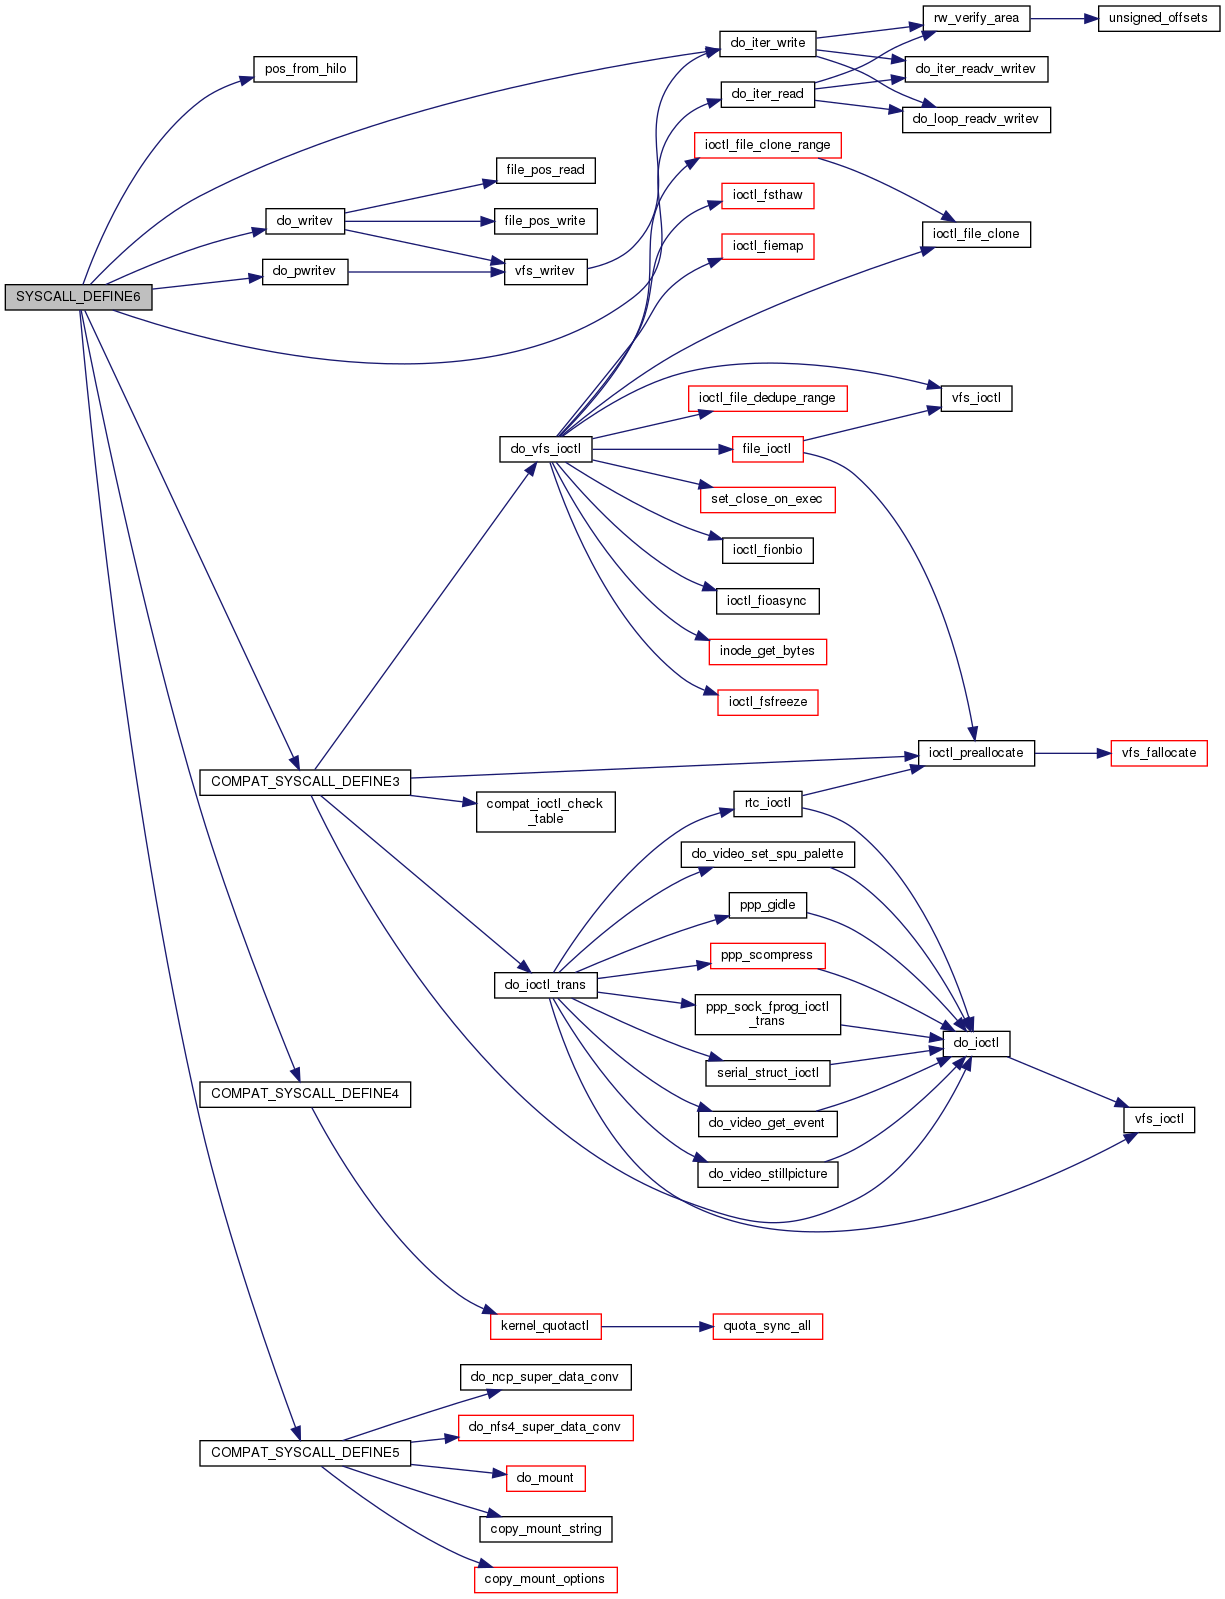 rw_verify_area
unsigned_offsets
do_iter_write
pos_from_hilo
do_iter_readv_writev
do_iter_read
do_loop_readv_writev
ioctl_file_clone_range
file_pos_read
ioctl_fsthaw
do_writev
file_pos_write
ioctl_file_clone
ioctl_fiemap
do_pwritev
vfs_writev
SYSCALL_DEFINE6
ioctl_file_dedupe_range
vfs_ioctl
do_vfs_ioctl
file_ioctl
set_close_on_exec
ioctl_fionbio
ioctl_fioasync
inode_get_bytes
ioctl_fsfreeze
ioctl_preallocate
vfs_fallocate
COMPAT_SYSCALL_DEFINE3
compat_ioctl_check
_table
rtc_ioctl
do_video_set_spu_palette
ppp_gidle
ppp_scompress
do_ioctl_trans
ppp_sock_fprog_ioctl
_trans
do_ioctl
serial_struct_ioctl
COMPAT_SYSCALL_DEFINE4
do_video_get_event
vfs_ioctl
do_video_stillpicture
kernel_quotactl
quota_sync_all
do_ncp_super_data_conv
do_nfs4_super_data_conv
COMPAT_SYSCALL_DEFINE5
do_mount
copy_mount_string
copy_mount_options